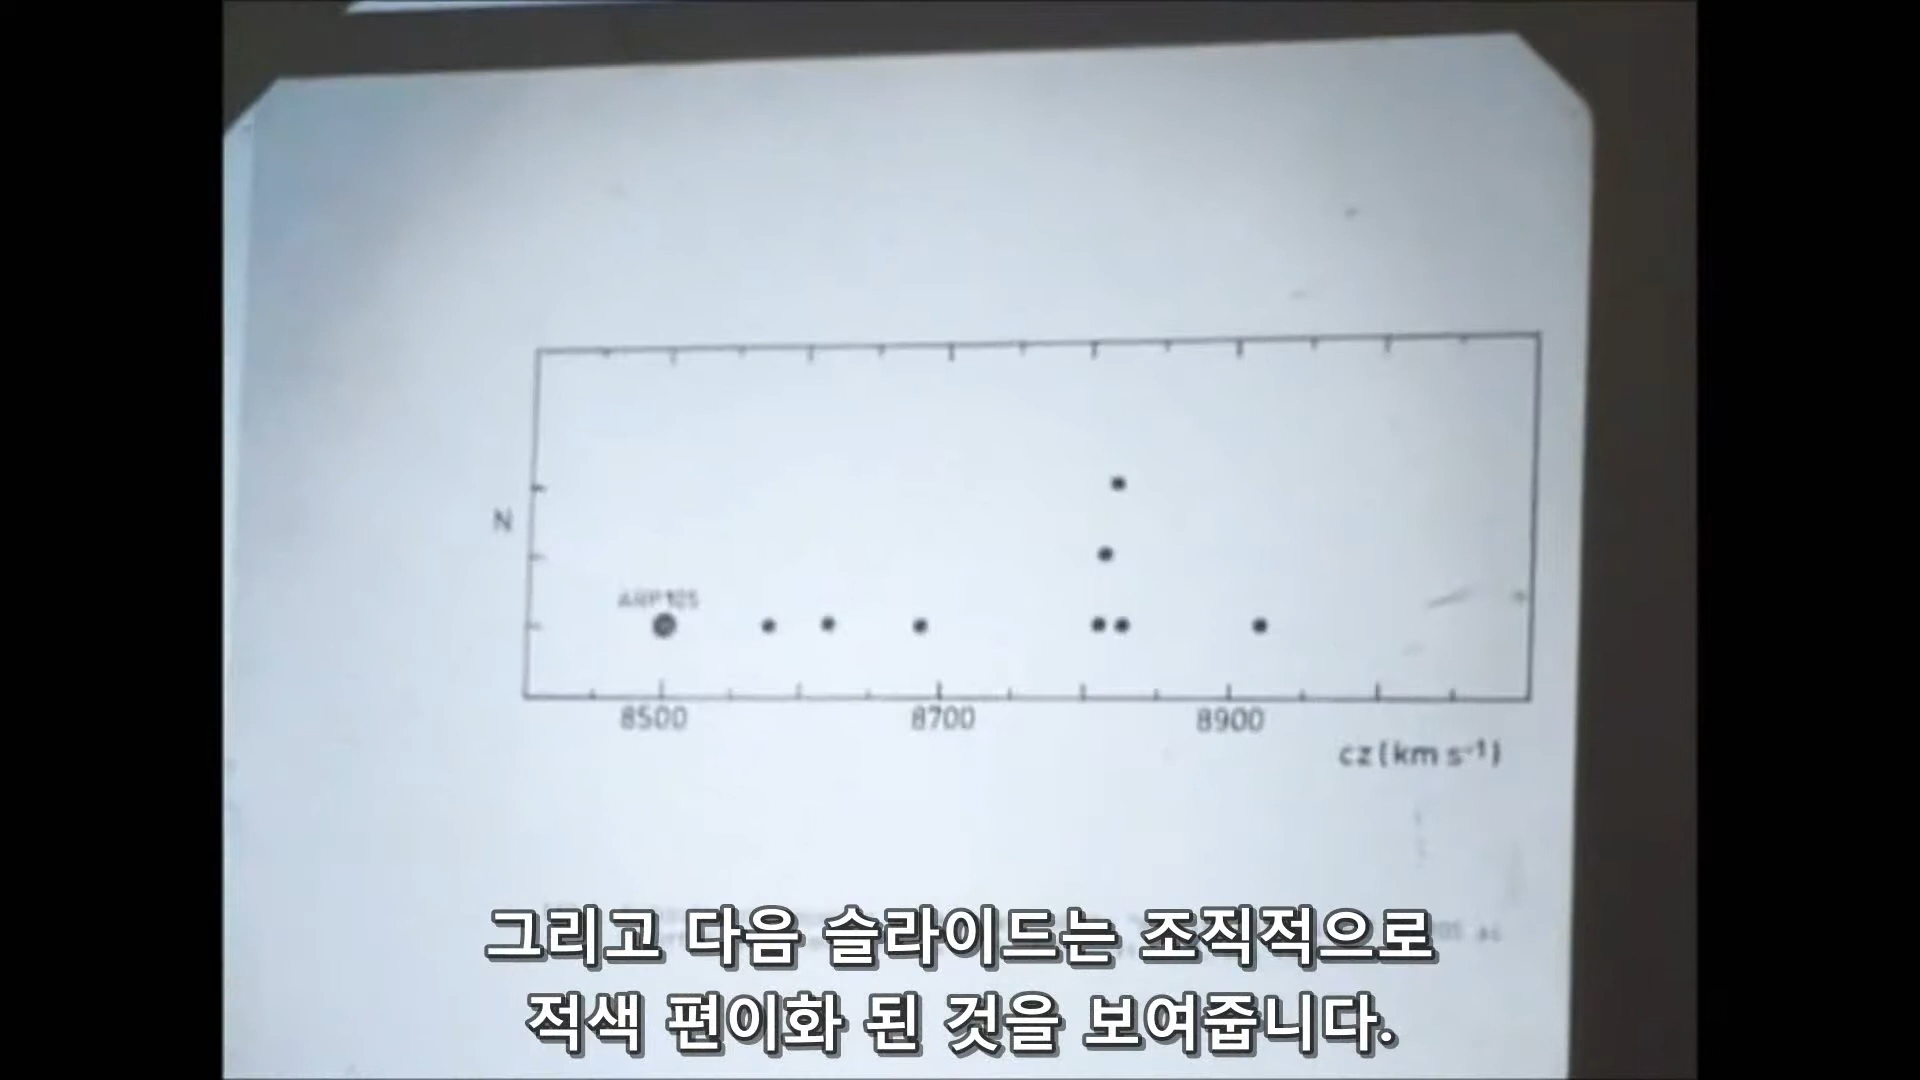 N
ARP 105
8500 8700 8900
cz (km s-1)
그리고 다음 슬라이드는 조직적으로
적색 편이화 된 것을 보여줍니다.